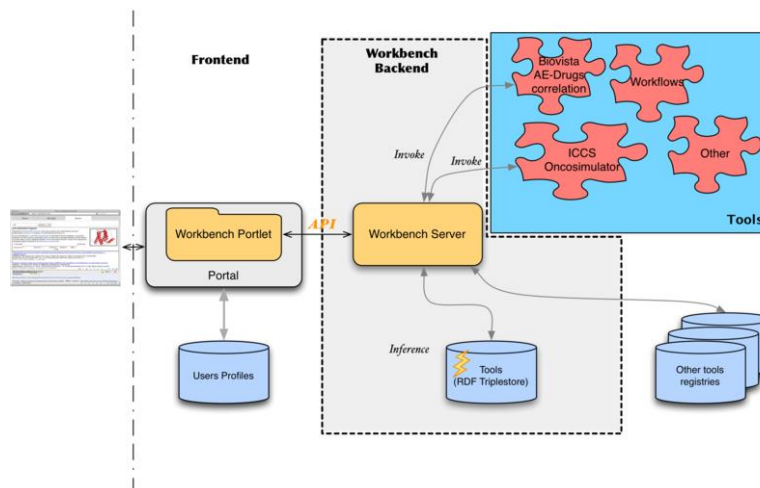 Frontend
Workbench
Backend
Biovista
AE-Drugs
correlation
Workflows
ICCS
Oncosimulator
Other
Tools
Invoke
Invoke
API
Workbench Portlet
Portal
Workbench Server
Users Profiles
Inference
Tools
(RDF Triplestore)
Other tools
registries